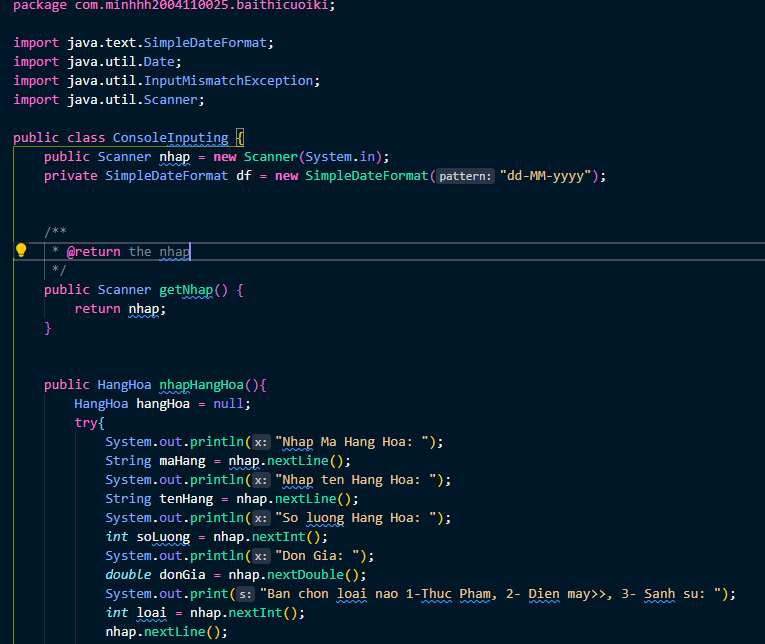 package com.minhhh2004110025.baithicuoiki;
import java.text.SimpleDateFormat;
import java.util.Date;
import java.util.InputMismatchException;
import java.util.Scanner;
public class ConsoleInputing {
public Scanner nhap = new Scanner(System.in);
private SimpleDateFormat df = new SimpleDateFormat(pattern: "dd-MM-yyyy");
/**
* @return the nhap
*/
public Scanner getNhap() {
return nhap;
}
public HangHoa nhapHangHoa(){
HangHoa hangHoa = null;
try{
System.out.println(x: "Nhap Ma Hang Hoa: ");
String maHang = nhap.nextLine();
System.out.println(x: "Nhap ten Hang Hoa: ");
String tenHang = nhap.nextLine();
System.out.println(x: "So luong Hang Hoa: ");
int soLuong = nhap.nextInt();
System.out.println(x: "Don Gia: ");
double donGia = nhap.nextDouble();
System.out.print(s: "Ban chon loai nao 1-Thuc Pham, 2- Dien may>>, 3- Sanh su: ");
int loai = nhap.nextInt();
nhap.nextLine();